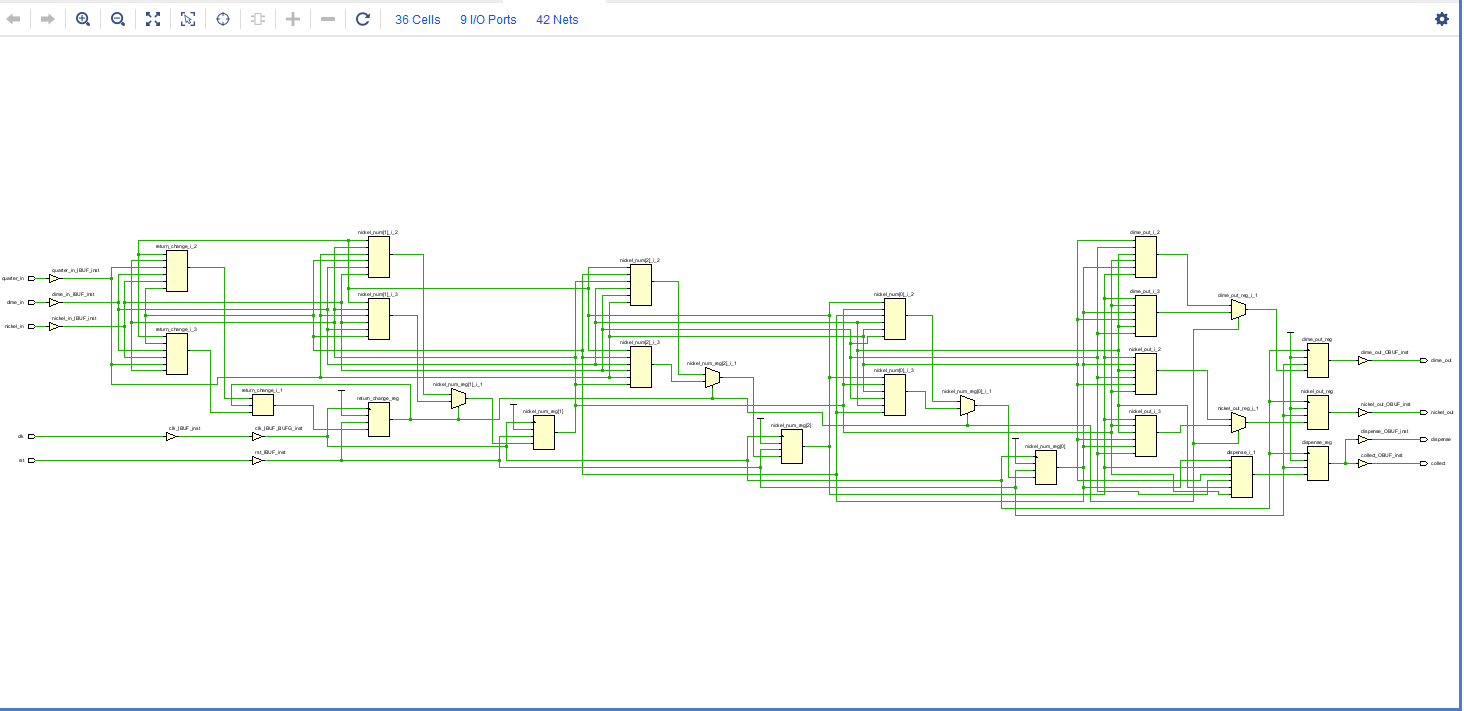 36 Cells 9 I/O Ports 42 Nets
quarter_in
quarter_in_IBUF_inst
dime_in
dime_in_IBUF_inst
nickel_in
nickel_in_IBUF_inst
clk
clk_IBUF_inst
clk_IBUF_BUFG_inst
rst
rst_IBUF_inst
return_change_i_2
return_change_i_3
return_change_i_1
return_change_reg
nickel_num[1]_i_2
nickel_num[1]_i_3
nickel_num_reg[1]_i_1
nickel_num_reg[1]
nickel_num[2]_i_2
nickel_num[2]_i_3
nickel_num_reg[2]_i_1
nickel_num_reg[2]
nickel_num[0]_i_2
nickel_num[0]_i_3
nickel_num_reg[0]_i_1
nickel_num_reg[0]
dime_out_i_2
dime_out_i_3
nickel_out_i_2
nickel_out_i_3
dime_out_reg_i_1
nickel_out_reg_i_1
dispense_i_1
dime_out_reg
nickel_out_reg
dispense_reg
dime_out_OBUF_inst
dime_out
nickel_out_OBUF_inst
nickel_out
dispense_OBUF_inst
dispense
collect_OBUF_inst
collect